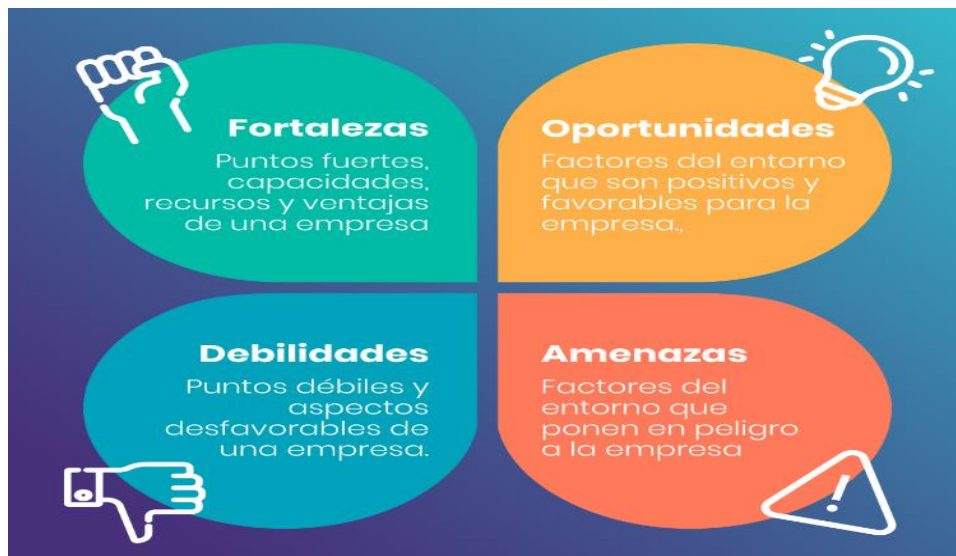 Fortalezas
Puntos fuertes,
capacidades,
recursos y ventajas
de una empresa
Oportunidades
Factores del entorno
que son positivos y
favorables para la
empresa.,
Debilidades
Puntos débiles y
aspectos
desfavorables de
una empresa.
Amenazas
Factores del
entorno que
ponen en peligro
a la empresa
!